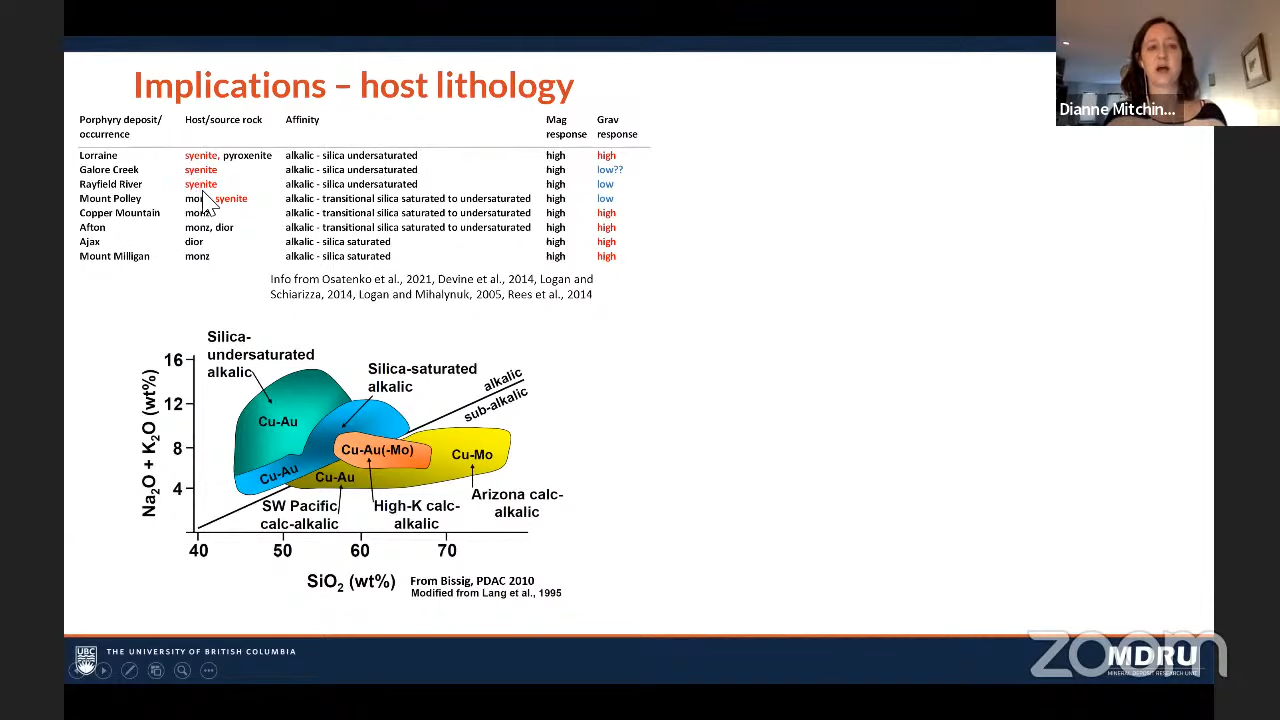 Implications – host lithology
Dianne Mitchin...
Porphyry deposit/ occurrence Host/source rock Affinity Mag response Grav response
Lorraine syenite, pyroxenite alkalic - silica undersaturated high high
Galore Creek syenite alkalic - silica undersaturated high low??
Rayfield River syenite alkalic - silica undersaturated high low
Mount Polley syenite alkalic - transitional silica saturated to undersaturated high low
Copper Mountain monz alkalic - transitional silica saturated to undersaturated high high
Afton monz, dior alkalic - transitional silica saturated to undersaturated high high
Ajax dior alkalic - silica saturated high high
Mount Milligan monz alkalic - silica saturated high high
Info from Osatenko et al., 2021, Devine et al., 2014, Logan and
Schiarizza, 2014, Logan and Mihalynuk, 2005, Rees et al., 2014
Silica-
undersaturated
alkalic
Silica-saturated
alkalic
alkalic
sub-alkalic
16
12
8
4
Na2O + K2O (wt%)
Cu-Au
Cu-Au
Cu-Au
Cu-Au(-Mo)
Cu-Mo
SW Pacific
calc-alkalic
High-K calc-
alkalic
Arizona calc-
alkalic
40 50 60 70
SiO2 (wt%)
From Bissig, PDAC 2010
Modified from Lang et al., 1995
UBC
THE UNIVERSITY OF BRITISH COLUMBIA
zoom
MDRU
MINERAL DEPOSIT RESEARCH UNIT